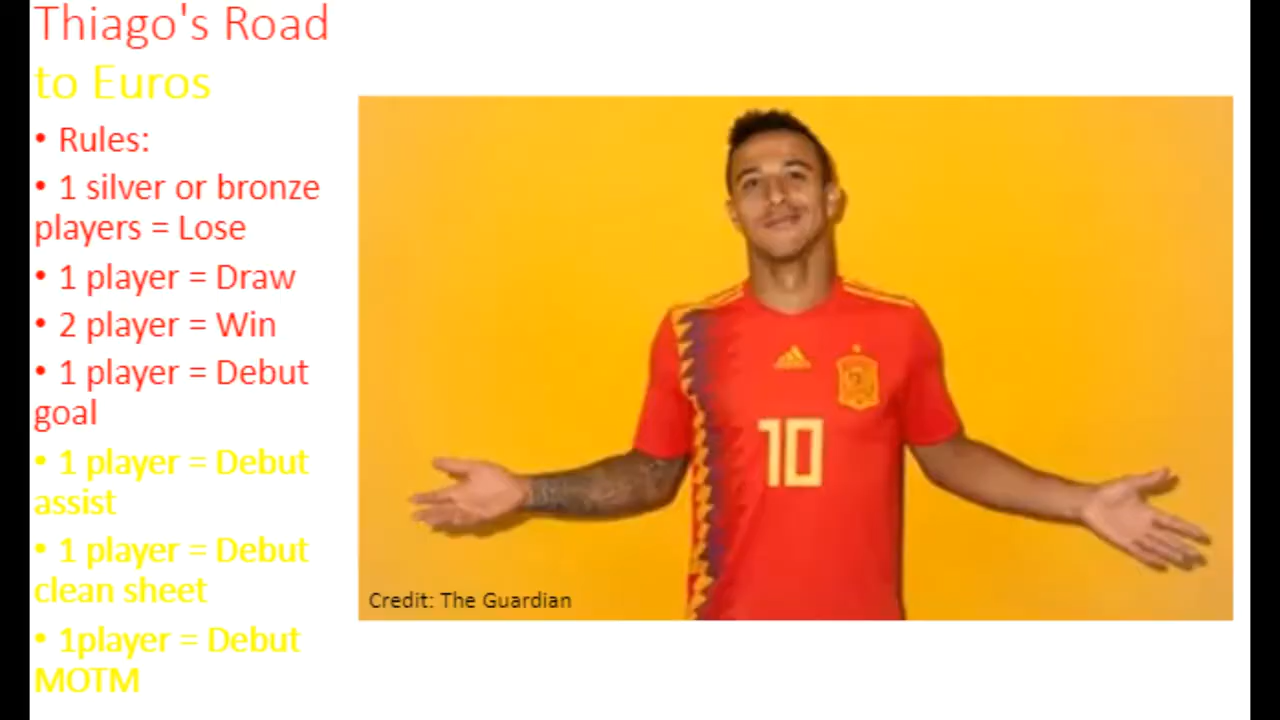 Thiago's Road
to Euros
• Rules:
• 1 silver or bronze
players = Lose
• 1 player = Draw
• 2 player = Win
• 1 player = Debut
goal
• 1 player = Debut
assist
• 1 player = Debut
clean sheet
• 1player = Debut
MOTM
10
Credit: The Guardian